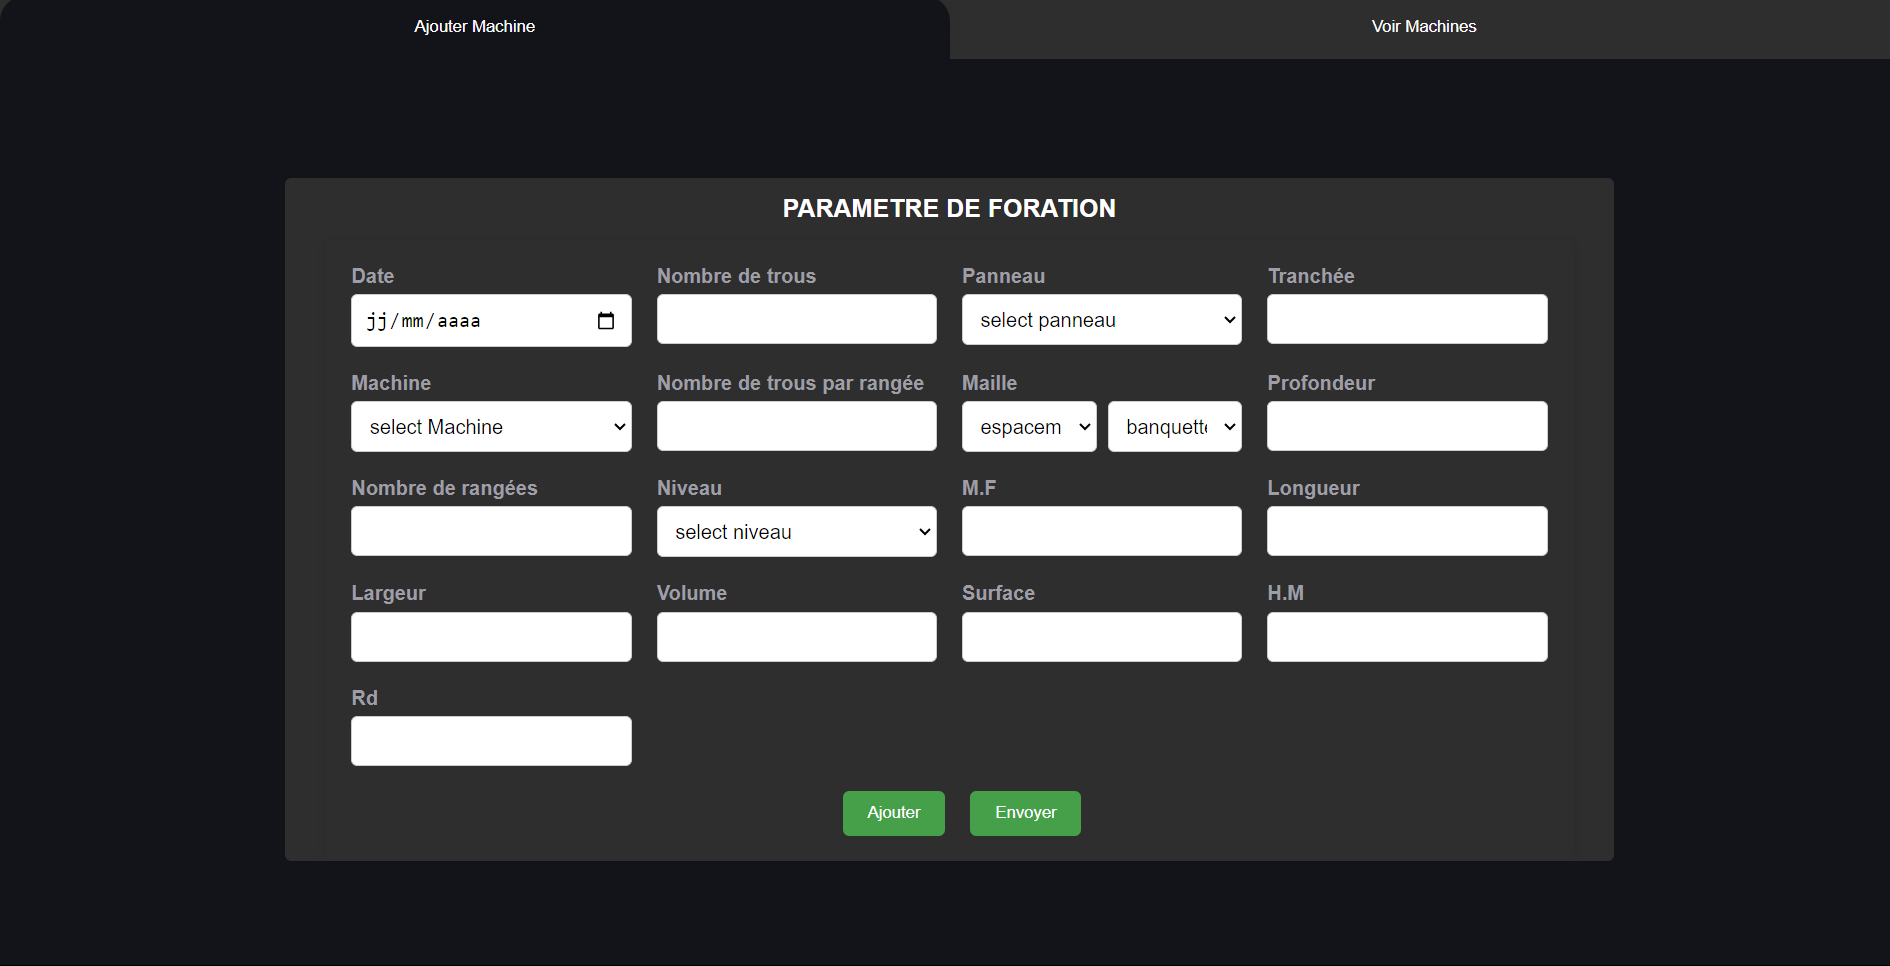 Ajouter Machine
Voir Machines
PARAMETRE DE FORATION
Date
Nombre de trous
Panneau
Tranchée
jj/mm/aaaa
select panneau
Machine
Nombre de trous par rangée
Maille
Profondeur
select Machine
espacem
banquette
Nombre de rangées
Niveau
M.F
Longueur
select niveau
Largeur
Volume
Surface
H.M
Rd
Ajouter
Envoyer